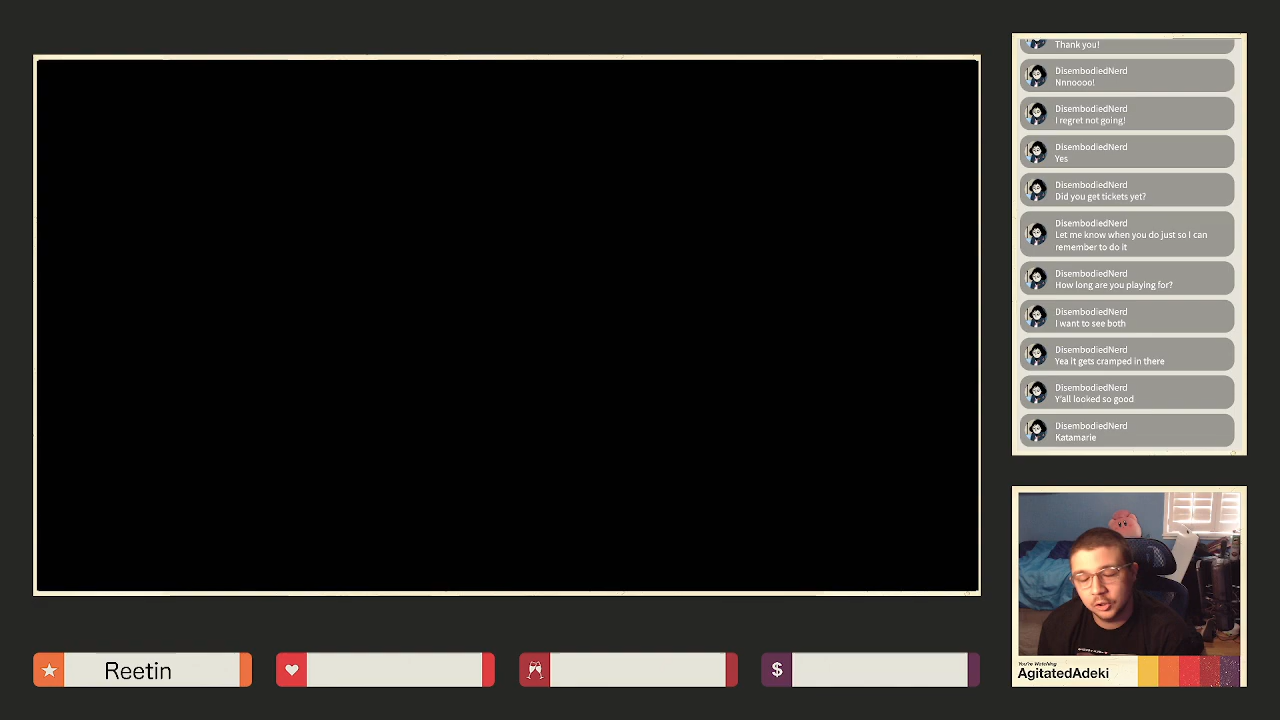 Thank you!
DisembodiedNerd
Nnnoooo!
DisembodiedNerd
I regret not going!
DisembodiedNerd
Yes
DisembodiedNerd
Did you get tickets yet?
DisembodiedNerd
Let me know when you do just so I can
remember to do it
DisembodiedNerd
How long are you playing for?
DisembodiedNerd
I want to see both
DisembodiedNerd
Yea it gets cramped in there
DisembodiedNerd
Y'all looked so good
DisembodiedNerd
Katamarie
You're Watching
AgitatedAdeki
Reetin
$